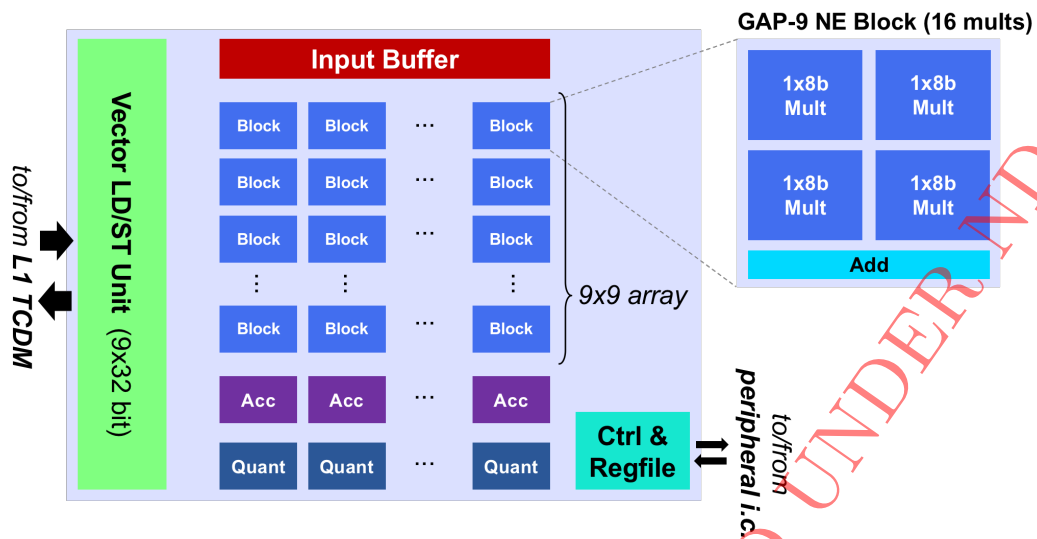 GAP-9 NE Block (16 mults)
Input Buffer
Vector LD/ST Unit (9x32 bit)
to/from L1 TCDM
Block Block ... Block
Block Block ... Block
Block Block ... Block
⋮ ⋮ ⋮
Block Block ... Block
9x9 array
Acc Acc ... Acc
Quant Quant ... Quant
Ctrl &
Regfile
to/from
peripheral i.c.
1x8b
Mult
1x8b
Mult
1x8b
Mult
1x8b
Mult
Add
UNDER